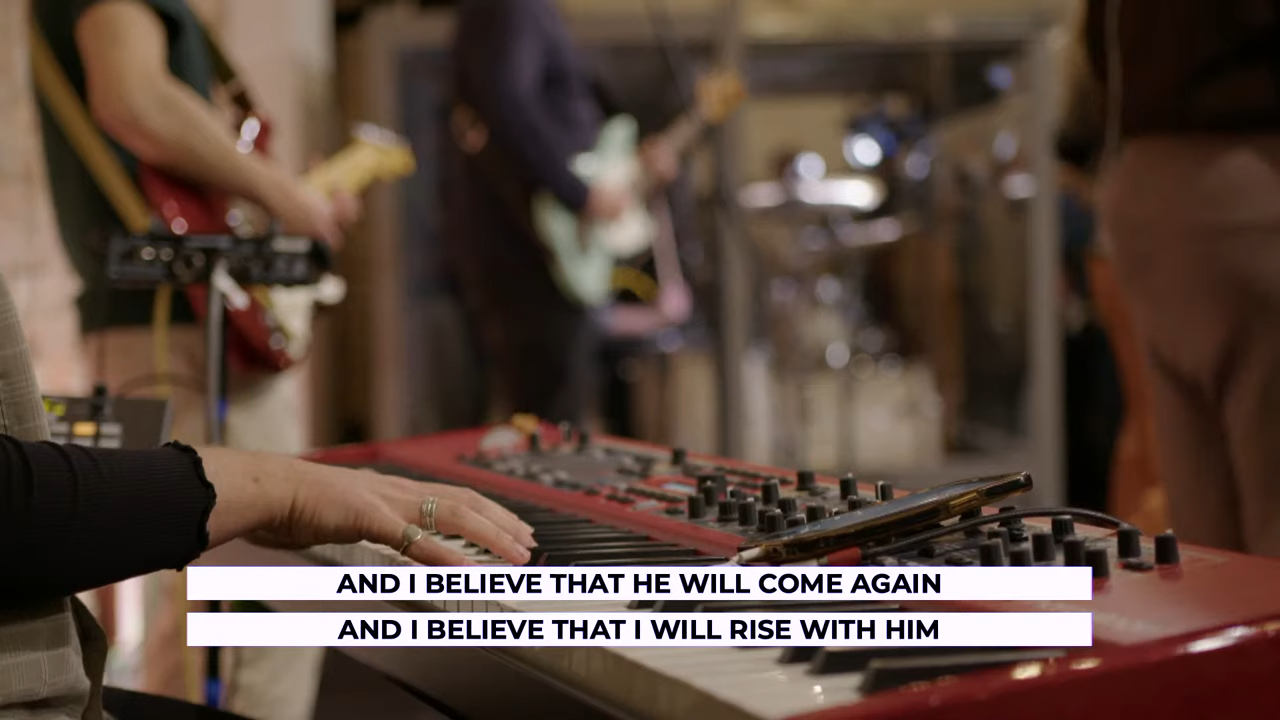 AND I BELIEVE THAT HE WILL COME AGAIN
AND I BELIEVE THAT I WILL RISE WITH HIM